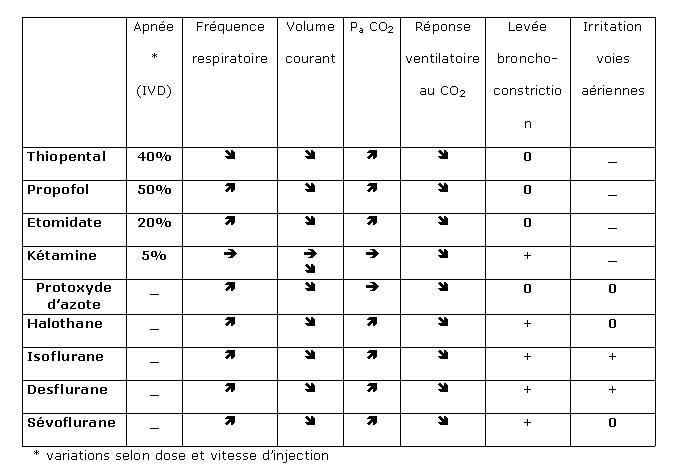 Apnée Fréquence Volume Pa CO2 Réponse Levée Irritation
* respiratoire courant ventilatoire broncho- voies
(IVD) au CO2 constrictio aériennes
n
Thiopental 40% ➘ ➘ ➚ ➘ 0 _
Propofol 50% ➚ ➘ ➚ ➘ 0 _
Etomidate 20% ➚ ➘ ➚ ➘ 0 _
Kétamine 5% ➔ ➔ ➔ ➘ + _
➘
Protoxyde _ ➚ ➘ ➔ ➘ 0 0
d’azote
Halothane _ ➚ ➘ ➚ ➘ + 0
Isoflurane _ ➚ ➘ ➚ ➘ + +
Desflurane _ ➚ ➘ ➚ ➘ + +
Sévoflurane _ ➚ ➘ ➚ ➘ + 0
* variations selon dose et vitesse d’injection